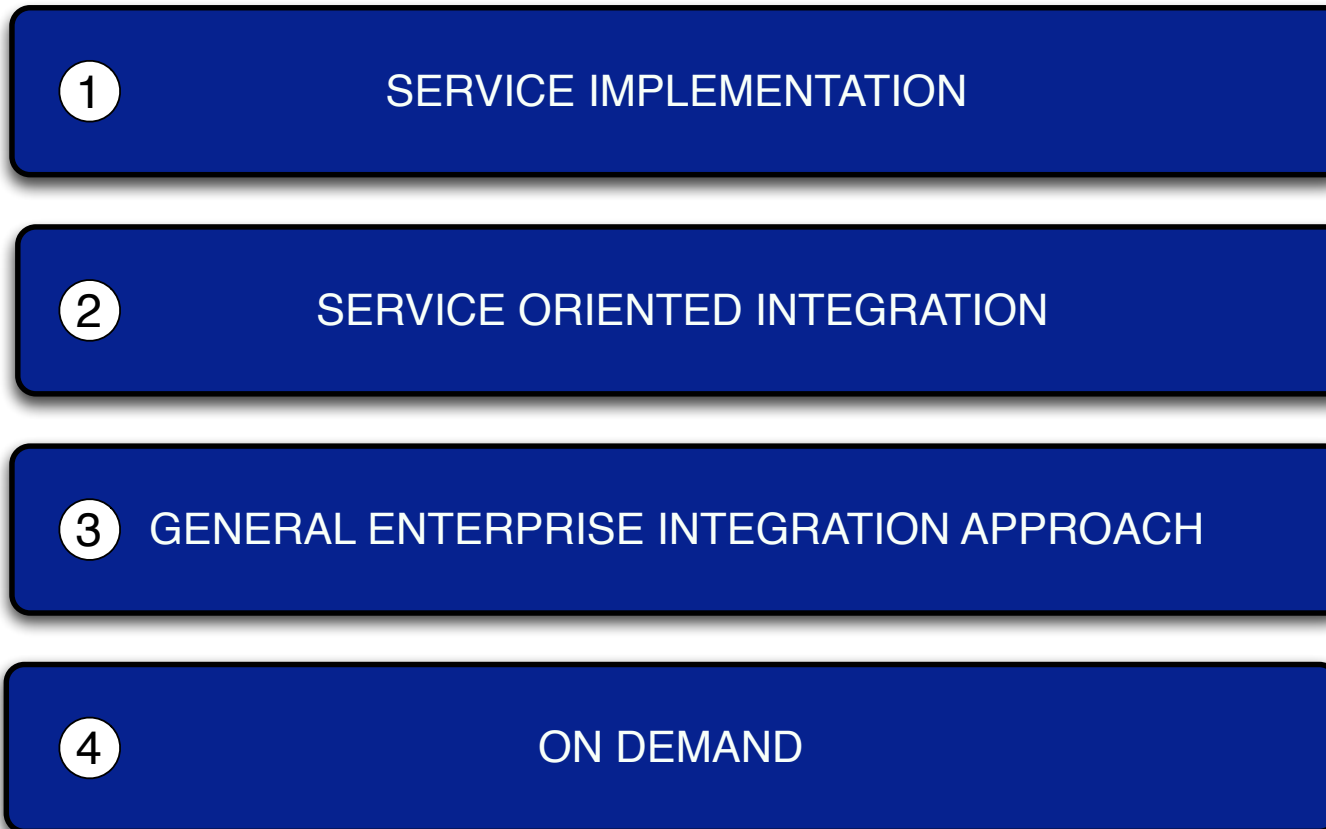 1 SERVICE IMPLEMENTATION
2 SERVICE ORIENTED INTEGRATION
3 GENERAL ENTERPRISE INTEGRATION APPROACH
4 ON DEMAND